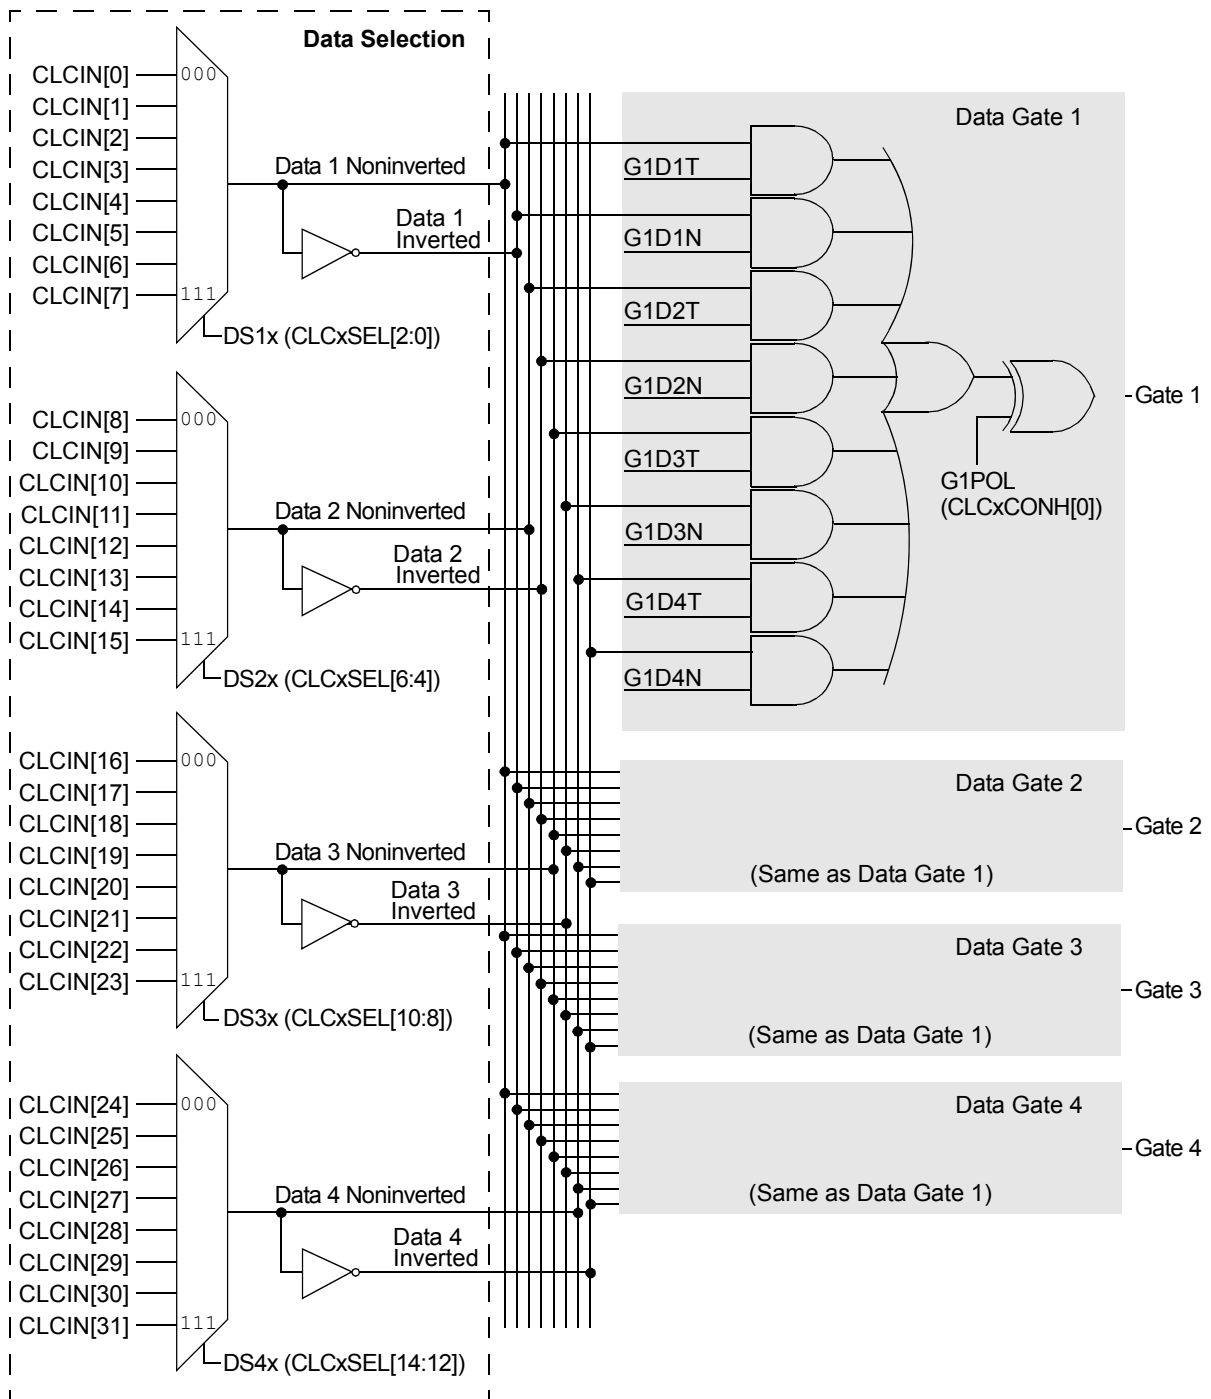 Data Selection
CLCIN[0]
CLCIN[1]
CLCIN[2]
CLCIN[3]
CLCIN[4]
CLCIN[5]
CLCIN[6]
CLCIN[7]
000
111
Data 1 Noninverted
Data 1
Inverted
DS1x (CLCxSEL[2:0])
CLCIN[8]
CLCIN[9]
CLCIN[10]
CLCIN[11]
CLCIN[12]
CLCIN[13]
CLCIN[14]
CLCIN[15]
000
111
Data 2 Noninverted
Data 2
Inverted
DS2x (CLCxSEL[6:4])
CLCIN[16]
CLCIN[17]
CLCIN[18]
CLCIN[19]
CLCIN[20]
CLCIN[21]
CLCIN[22]
CLCIN[23]
000
111
Data 3 Noninverted
Data 3
Inverted
DS3x (CLCxSEL[10:8])
CLCIN[24]
CLCIN[25]
CLCIN[26]
CLCIN[27]
CLCIN[28]
CLCIN[29]
CLCIN[30]
CLCIN[31]
000
111
Data 4 Noninverted
Data 4
Inverted
DS4x (CLCxSEL[14:12])
Data Gate 1
G1D1T
G1D1N
G1D2T
G1D2N
G1D3T
G1D3N
G1D4T
G1D4N
G1POL
(CLCxCONH[0])
Gate 1
Data Gate 2
(Same as Data Gate 1)
Gate 2
Data Gate 3
(Same as Data Gate 1)
Gate 3
Data Gate 4
(Same as Data Gate 1)
Gate 4